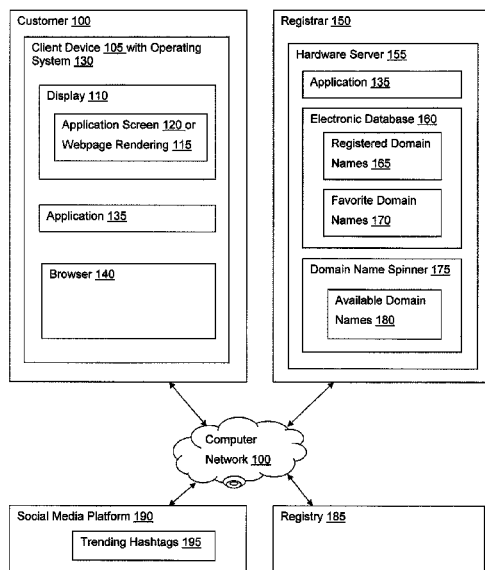 Customer 100
Client Device 105 with Operating
System 130
Display 110
Application Screen 120 or
Webpage Rendering 115
Application 135
Browser 140
Registrar 150
Hardware Server 155
Application 135
Electronic Database 160
Registered Domain
Names 165
Favorite Domain
Names 170
Domain Name Spinner 175
Available Domain
Names 180
Computer
Network 100
Social Media Platform 190
Trending Hashtags 195
Registry 185